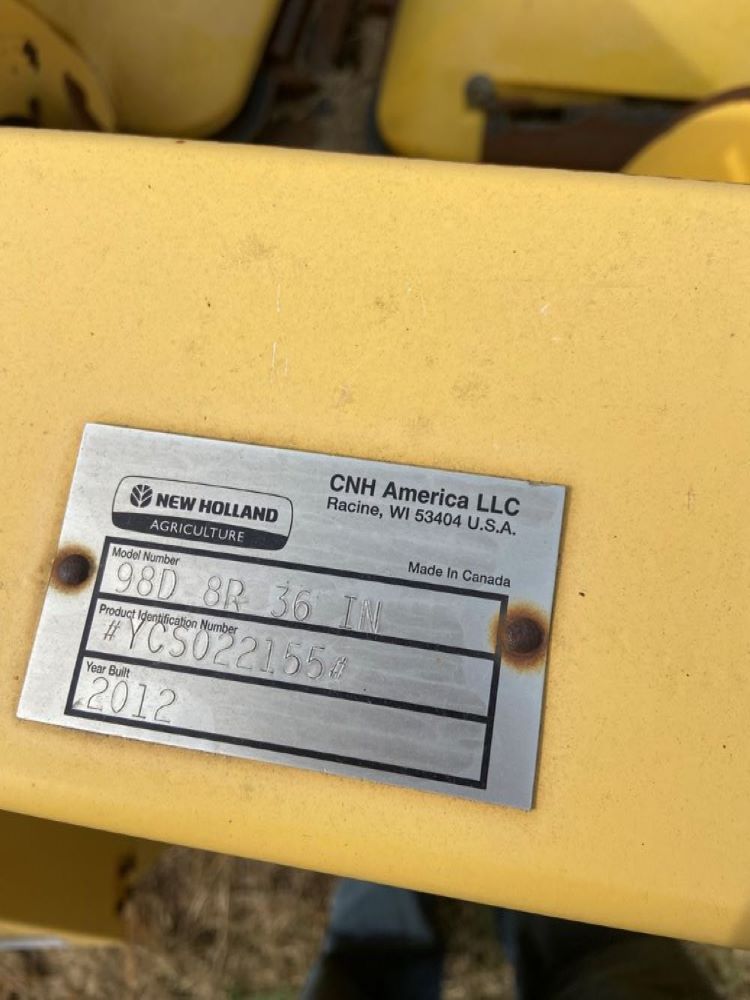 NEW HOLLAND
AGRICULTURE
CNH America LLC
Racine, WI 53404 U.S.A.
Made In Canada
Model Number
98D 8R 36 IN
Product Identification Number
#YCS022155#
Year Built
2012